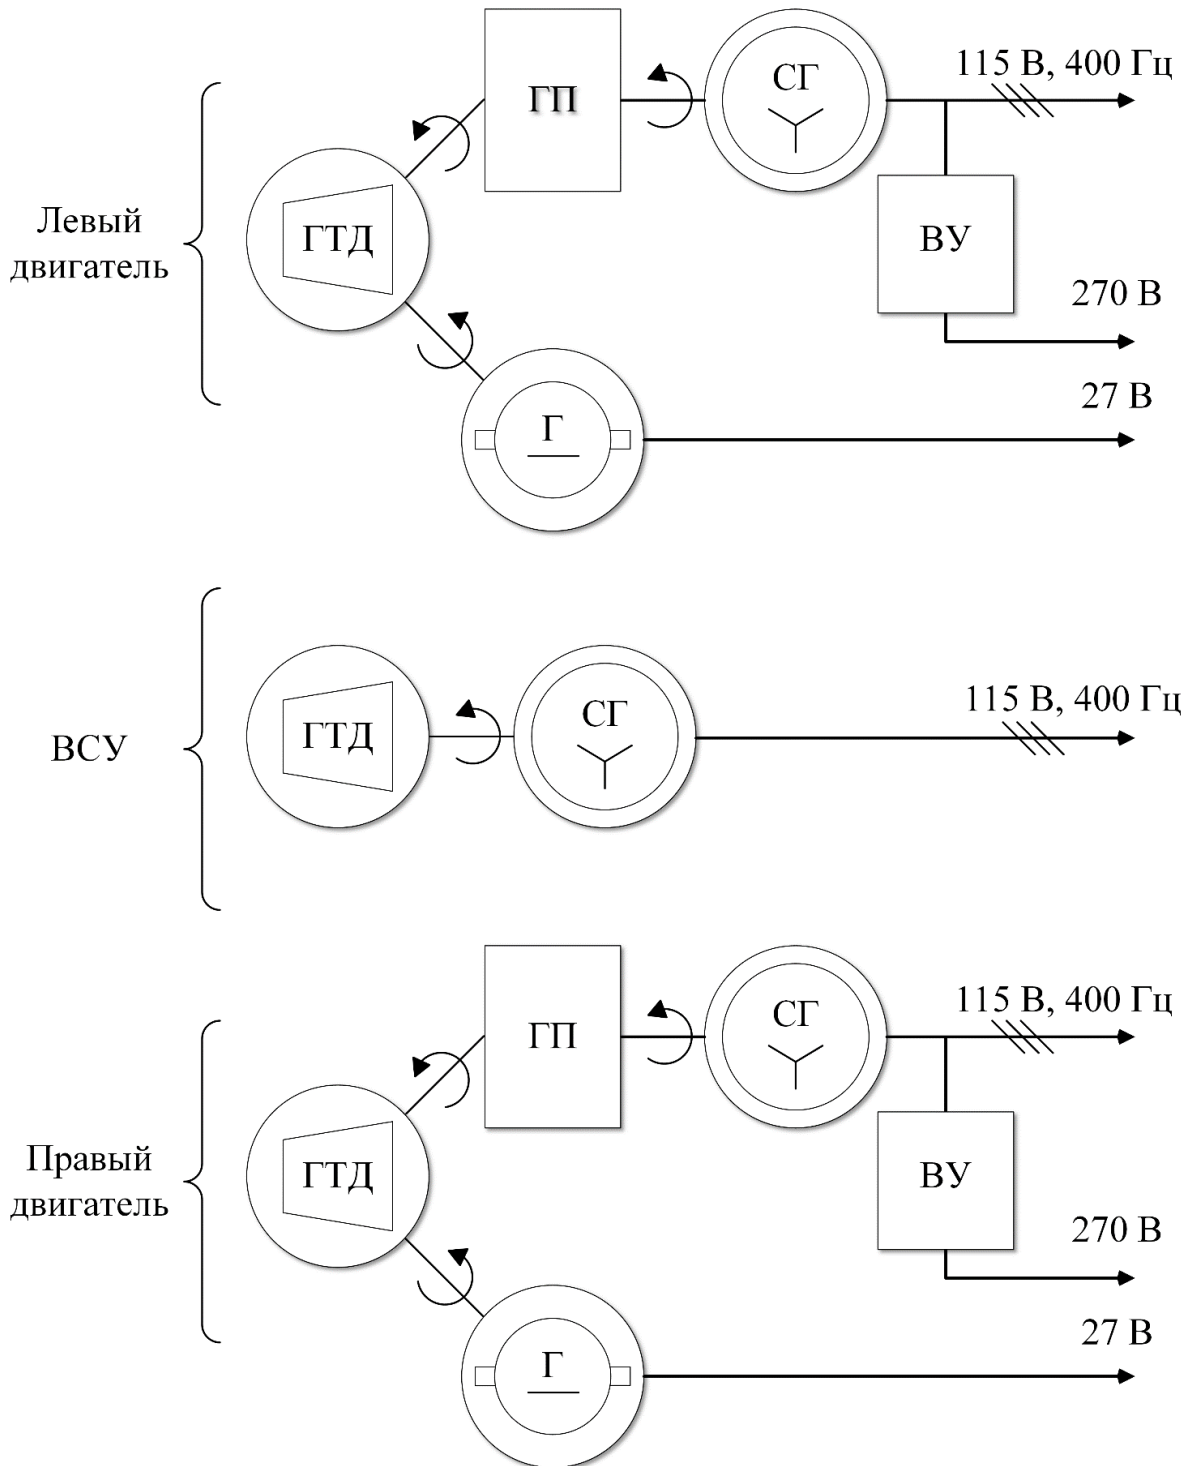 115 В, 400 Гц
СГ
ГП
Левый
двигатель
ГТД
ВУ
270 В
27 В
Г
ВСУ
ГТД
СГ
115 В, 400 Гц
115 В, 400 Гц
СГ
ГП
Правый
двигатель
ГТД
ВУ
270 В
27 В
Г